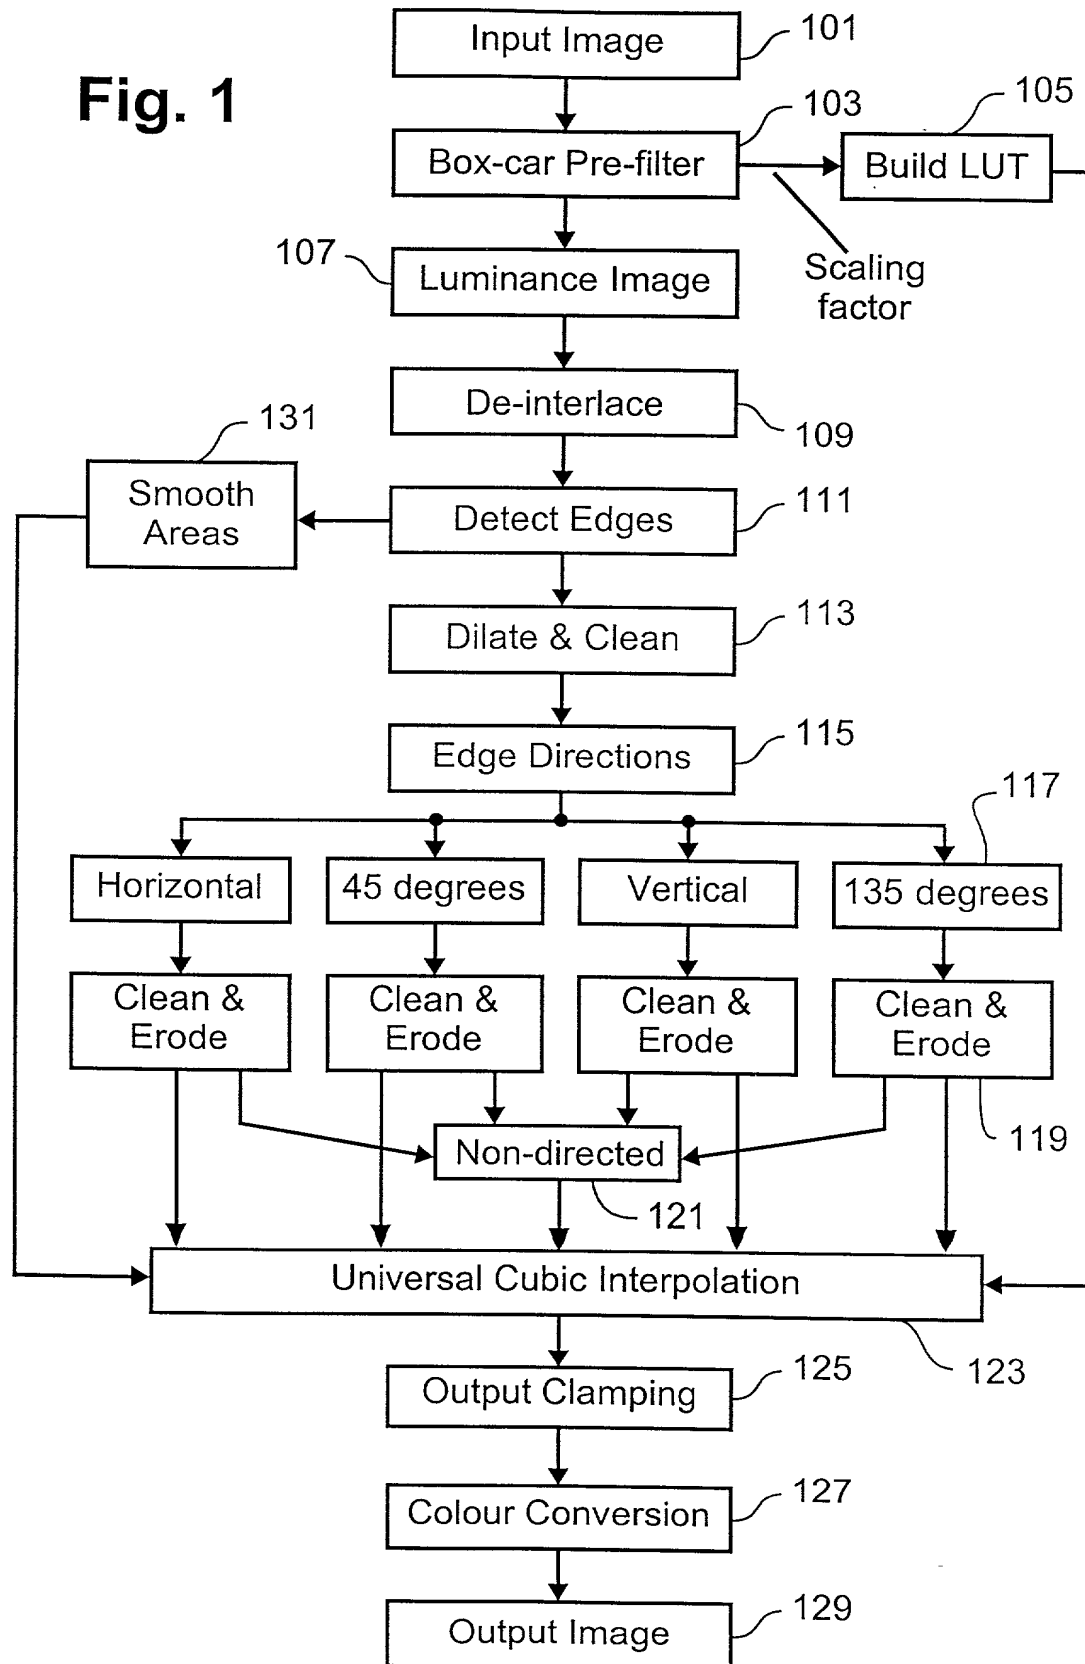 Fig. 1
Input Image
101
Box-car Pre-filter
103
Build LUT
105
Scaling
factor
Luminance Image
107
De-interlace
109
Smooth
Areas
131
Detect Edges
111
Dilate & Clean
113
Edge Directions
115
117
Horizontal
45 degrees
Vertical
135 degrees
Clean &
Erode
Clean &
Erode
Clean &
Erode
Clean &
Erode
119
Non-directed
121
Universal Cubic Interpolation
123
Output Clamping
125
Colour Conversion
127
Output Image
129